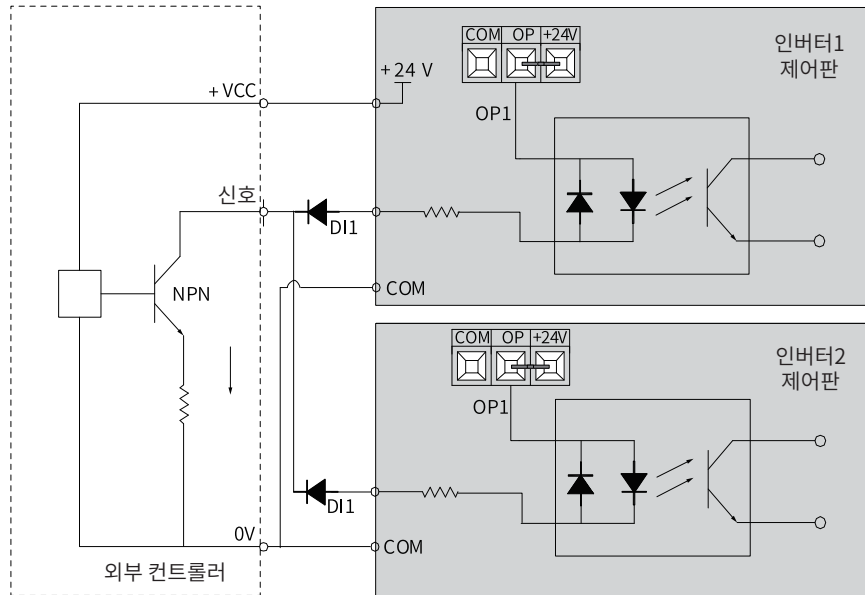 COM OP +24V
인버터1
제어판
+24 V
+VCC
OP1
신호
DI1
NPN
COM
COM OP +24V
인버터2
제어판
OP1
DI1
0V
COM
외부 컨트롤러